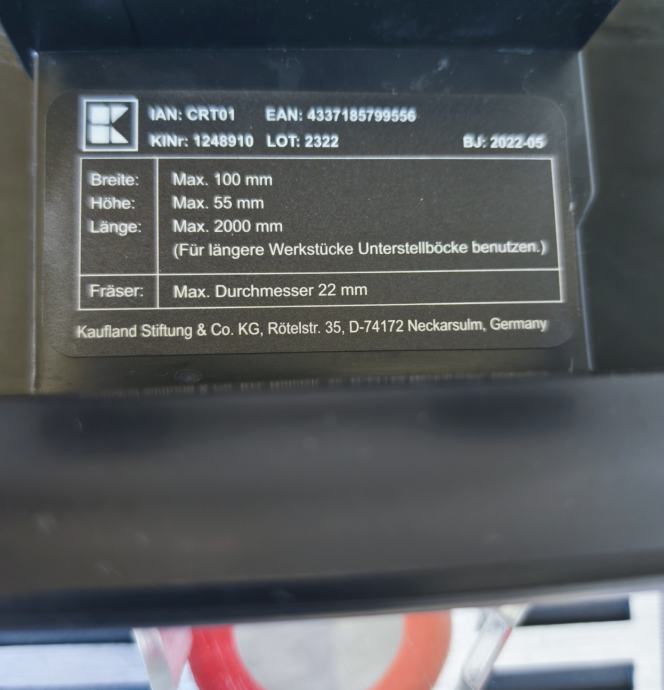 IAN: CRT01 EAN: 4337185799556
KINr: 1248910 LOT: 2322 BJ: 2022-05
Breite: Max. 100 mm
Höhe: Max. 55 mm
Länge: Max. 2000 mm
(Für längere Werkstücke Unterstellböcke benutzen.)
Fräser: Max. Durchmesser 22 mm
Kaufland Stiftung & Co. KG, Rötelstr. 35, D-74172 Neckarsulm, Germany